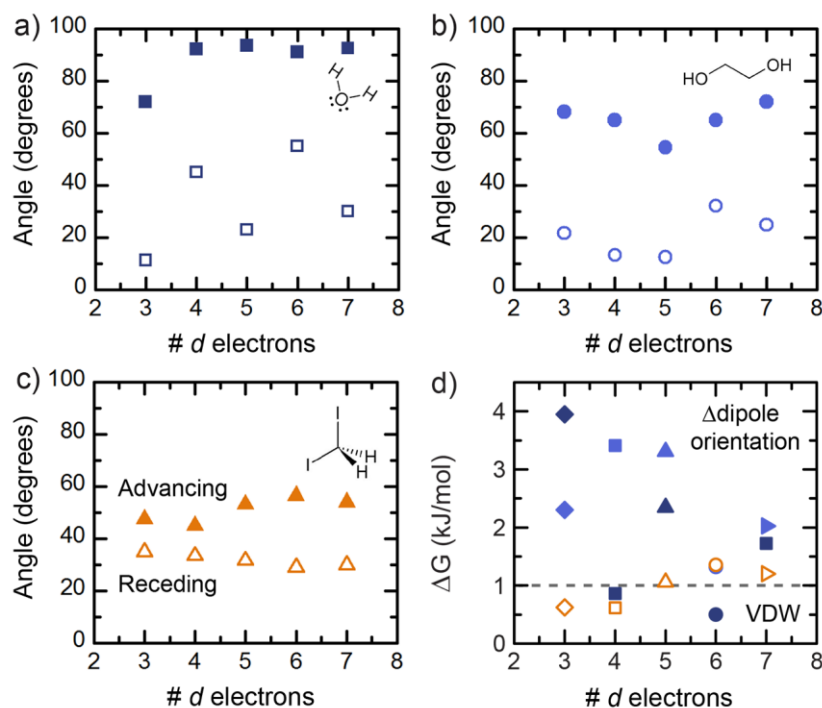 a)
100
80
60
40
20
0
Angle (degrees)
2 3 4 5 6 7 8
# d electrons
H
O
H
b)
100
80
60
40
20
0
Angle (degrees)
2 3 4 5 6 7 8
# d electrons
HO
OH
c)
100
80
60
40
20
0
Angle (degrees)
2 3 4 5 6 7 8
# d electrons
I
I
H
H
Advancing
Receding
d)
4
3
2
1
0
ΔG (kJ/mol)
2 3 4 5 6 7 8
# d electrons
Δdipole
orientation
VDW